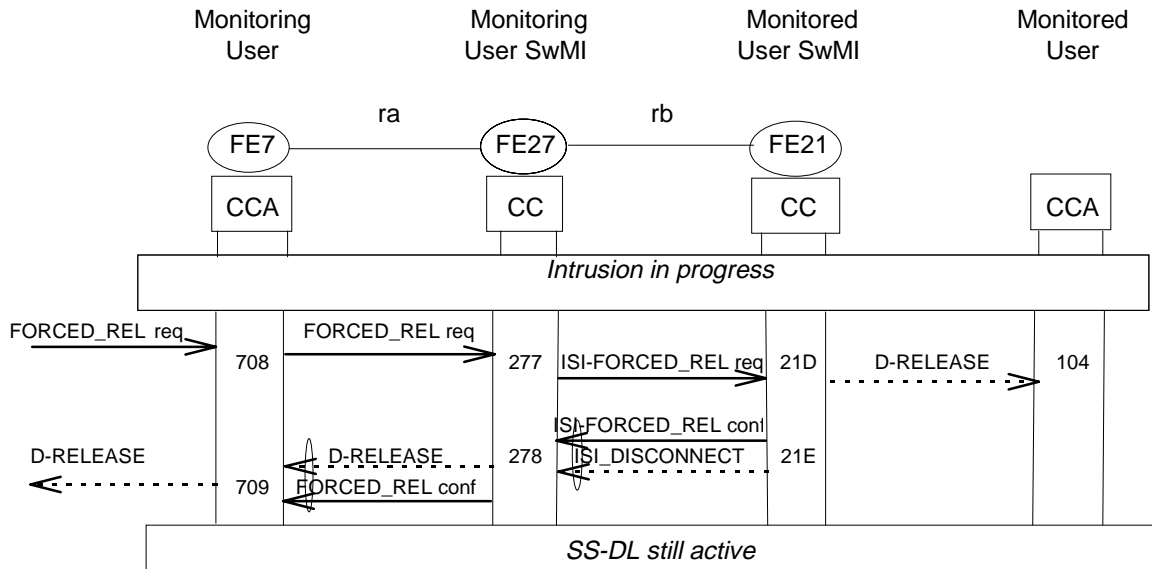 Monitoring
User
Monitoring
User SwMI
Monitored
User SwMI
Monitored
User
ra
rb
FE7
FE27
FE21
CCA
CC
CC
CCA
Intrusion in progress
FORCED_REL req
FORCED_REL req
708
277
ISI-FORCED_REL req
21D
D-RELEASE
104
ISI-FORCED_REL conf
D-RELEASE
D-RELEASE
278
ISI_DISCONNECT
21E
709
FORCED_REL conf
SS-DL still active